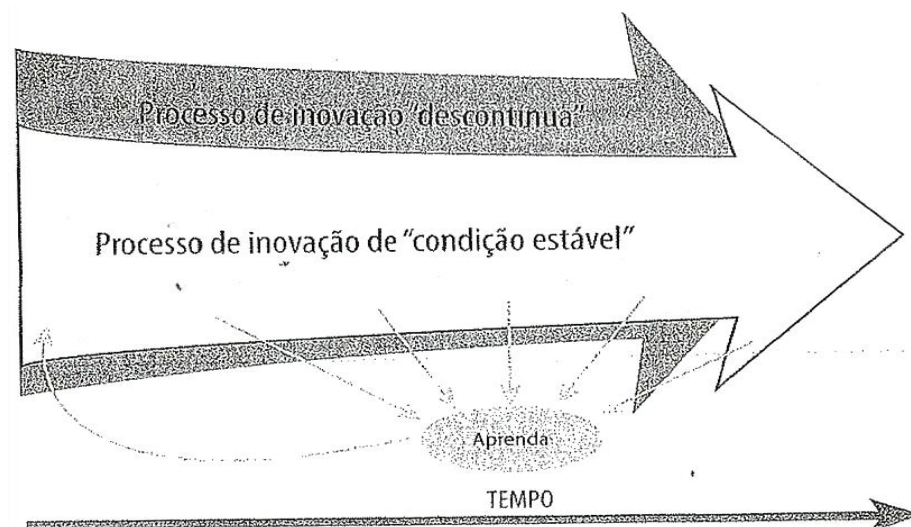 Processo de inovação "descontínua"
Processo de inovação de "condição estável"
Aprenda
TEMPO